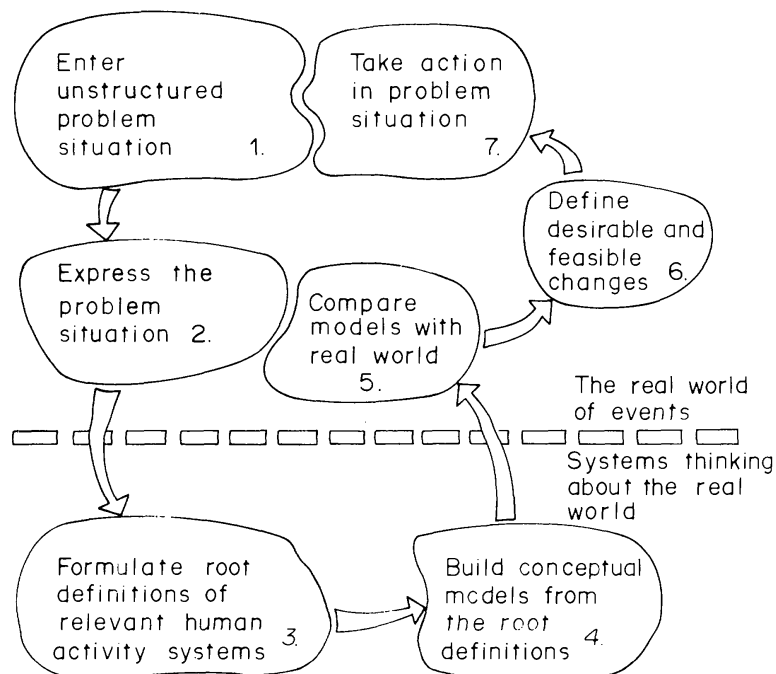 Enter
unstructured
problem
situation 1.
Take action
in problem
situation
7.
Express the
problem
situation 2.
Compare
models with
real world
5.
Define
desirable and
feasible
changes 6.
The real world
of events
Systems thinking
about the real
world
Formulate root
definitions of
relevant human
activity systems 3.
Build conceptual
models from
the root
definitions 4.